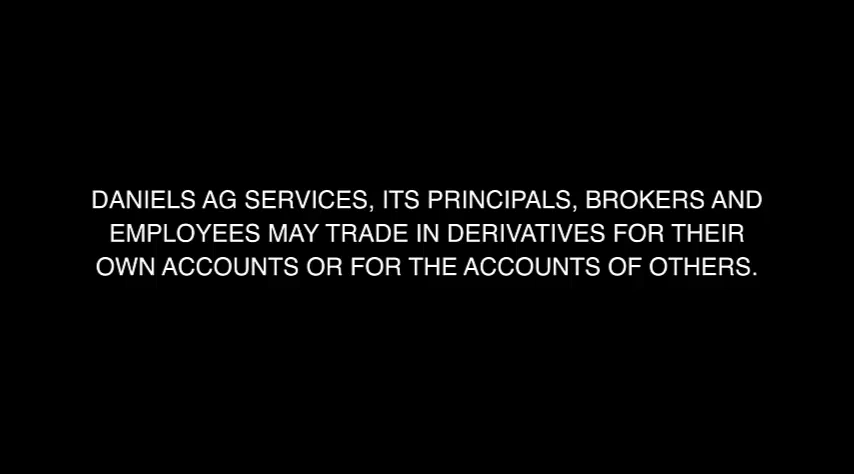 DANIELS AG SERVICES, ITS PRINCIPALS, BROKERS AND
EMPLOYEES MAY TRADE IN DERIVATIVES FOR THEIR
OWN ACCOUNTS OR FOR THE ACCOUNTS OF OTHERS.